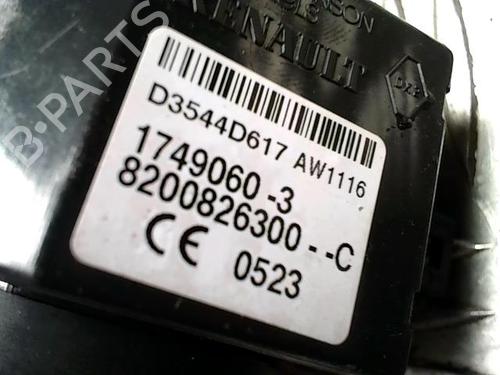 RENAULT
D3544D617 AW1116
1749060-3
8200826300--C
CE 0523
B-PARTS